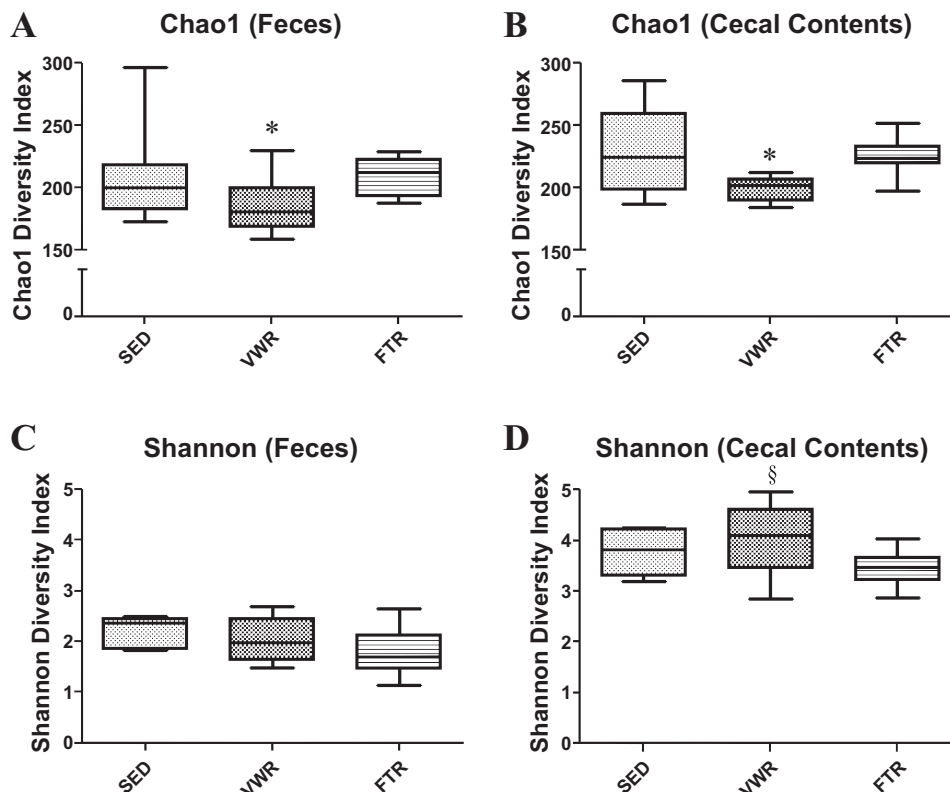 A
Chao1 (Feces)
Chao1 Diversity Index
300
250
200
150
0
*
SED
VWR
FTR
B
Chao1 (Cecal Contents)
Chao1 Diversity Index
300
250
200
150
0
*
SED
VWR
FTR
C
Shannon (Feces)
Shannon Diversity Index
5
4
3
2
1
0
SED
VWR
FTR
D
Shannon (Cecal Contents)
Shannon Diversity Index
5
4
3
2
1
0
§
SED
VWR
FTR